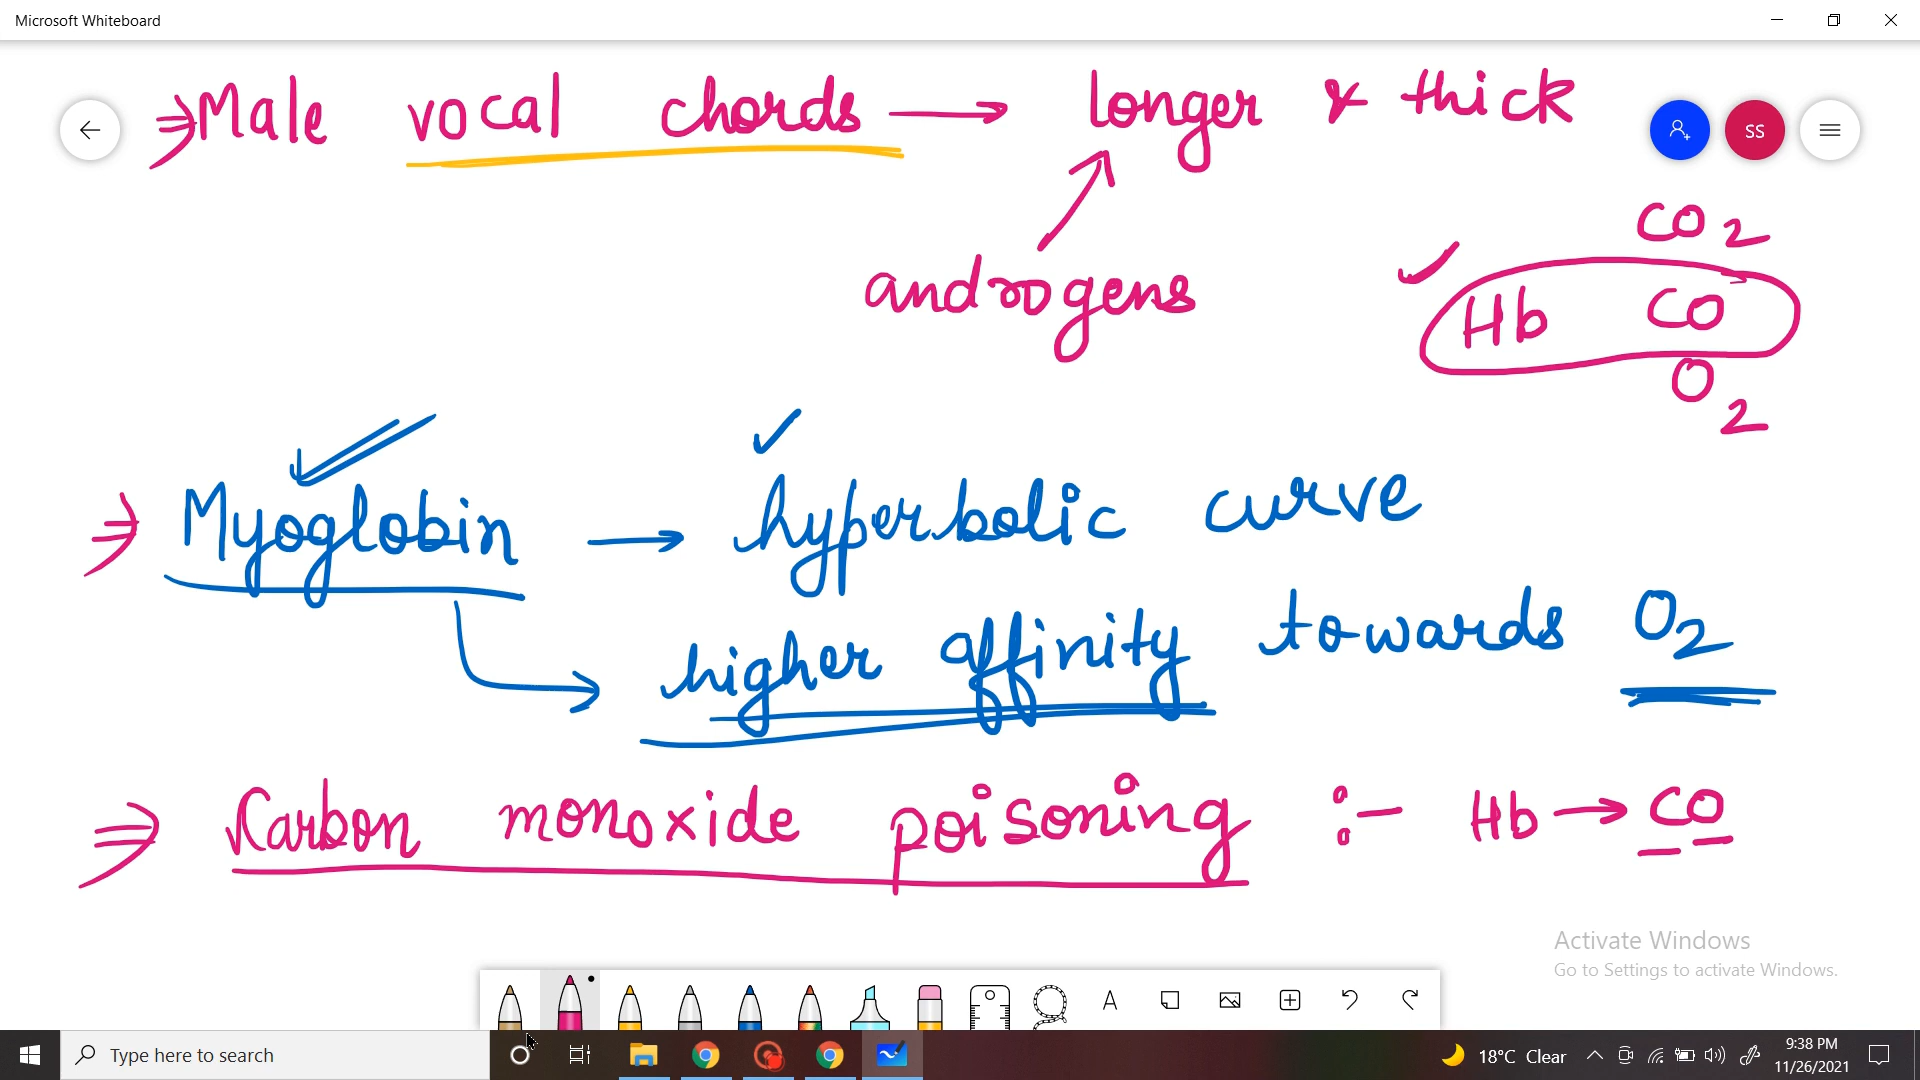 Microsoft Whiteboard
⇒ Male vocal chords → longer & thick
SS
androgens
CO2
Hb CO
O2
⇒ Myoglobin → hyperbolic curve
higher affinity towards O2
⇒ Carbon monoxide poisoning :- Hb → CO
Activate Windows
Go to Settings to activate Windows.
A
Type here to search
18°C Clear
9:38 PM
11/26/2021